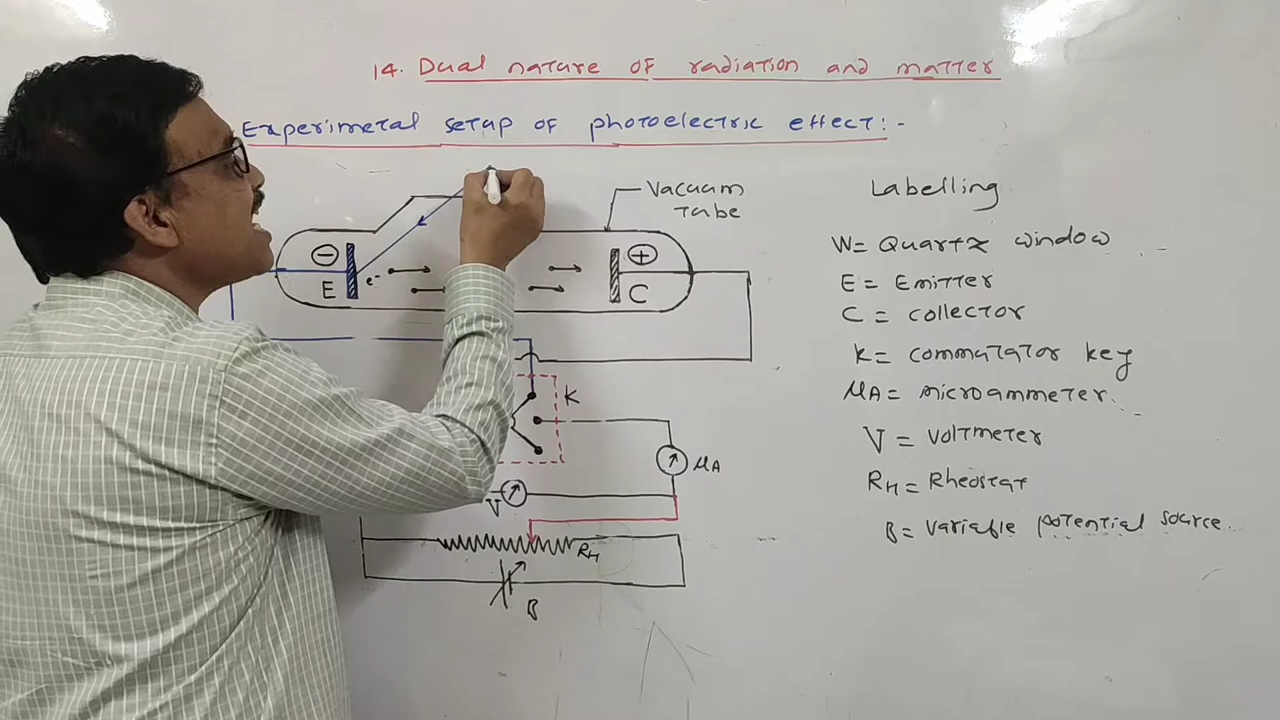 14. Dual nature of radiation and matter
Experimetal setup of photoelectric effect:-
Vacuum
tube
−
+
E
e-
C
K
μA
V
RH
B
Labelling
W= Quartz window
E = Emitter
C = collector
K= commutator key
μA= microammeter
V = voltmeter
RH = Rheostat
B= variable potential source.